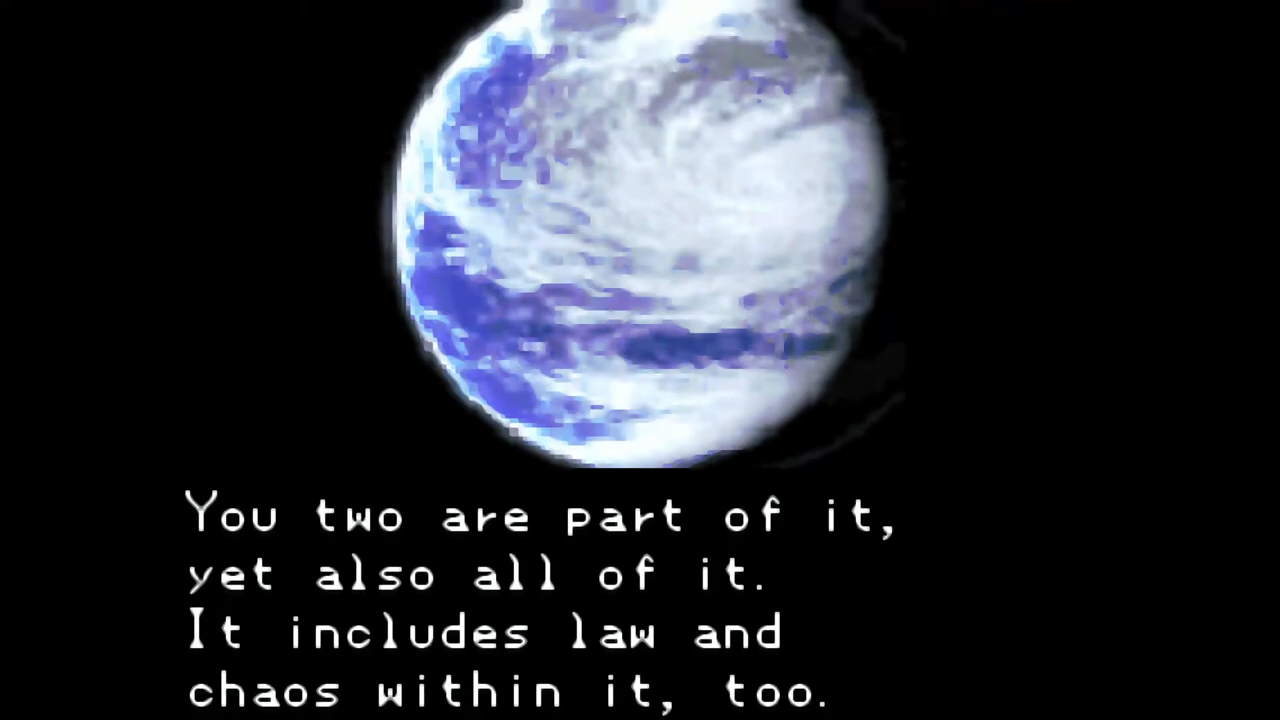 You two are part of it,
yet also all of it.
It includes law and
chaos within it, too.